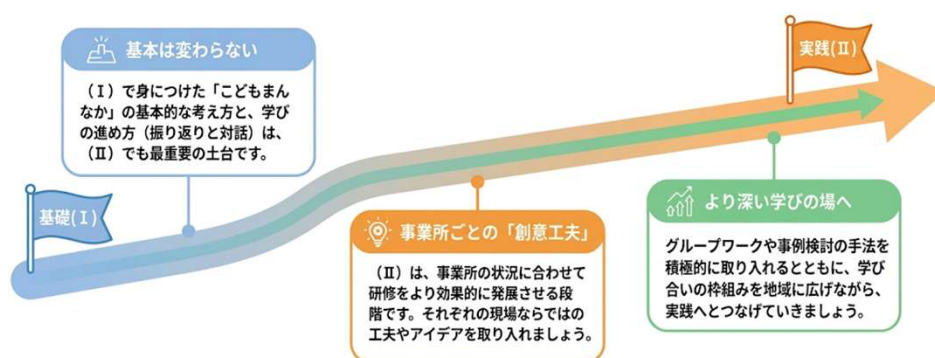 基本は変わらない
（Ⅰ）で身につけた「こどもまん
なか」の基本的な考え方と、学び
の進め方（振り返りと対話）は、
（Ⅱ）でも最重要の土台です。
基礎(Ⅰ)
事業所ごとの「創意工夫」
（Ⅱ）は、事業所の状況に合わせて
研修をより効果的に発展させる段
階です。それぞれの現場ならではの
工夫やアイデアを取り入れましょう。
実践(Ⅱ)
より深い学びの場へ
グループワークや事例検討の手法を
積極的に取り入れるとともに、学び
合いの枠組みを地域に広げながら、
実践へとつなげていきましょう。